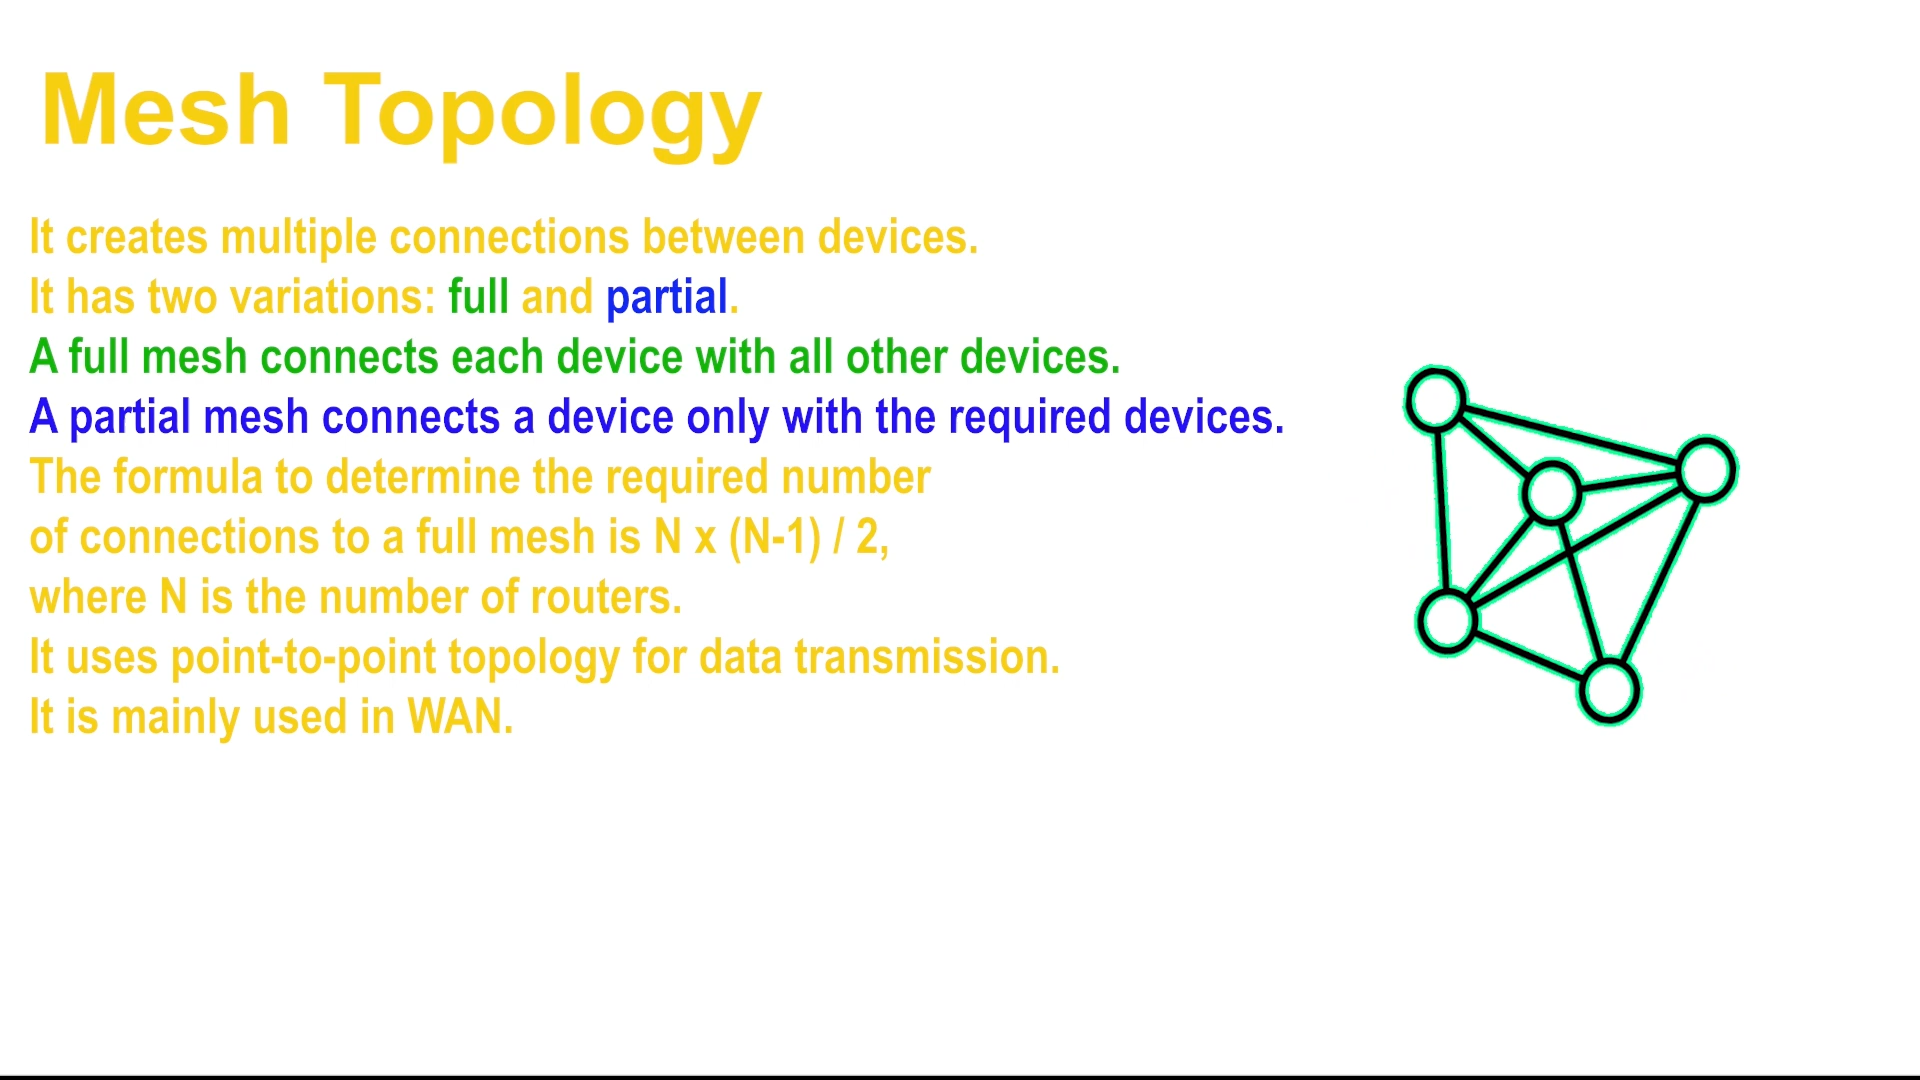 Mesh Topology
It creates multiple connections between devices.
It has two variations: full and partial.
A full mesh connects each device with all other devices.
A partial mesh connects a device only with the required devices.
The formula to determine the required number
of connections to a full mesh is N x (N-1) / 2,
where N is the number of routers.
It uses point-to-point topology for data transmission.
It is mainly used in WAN.